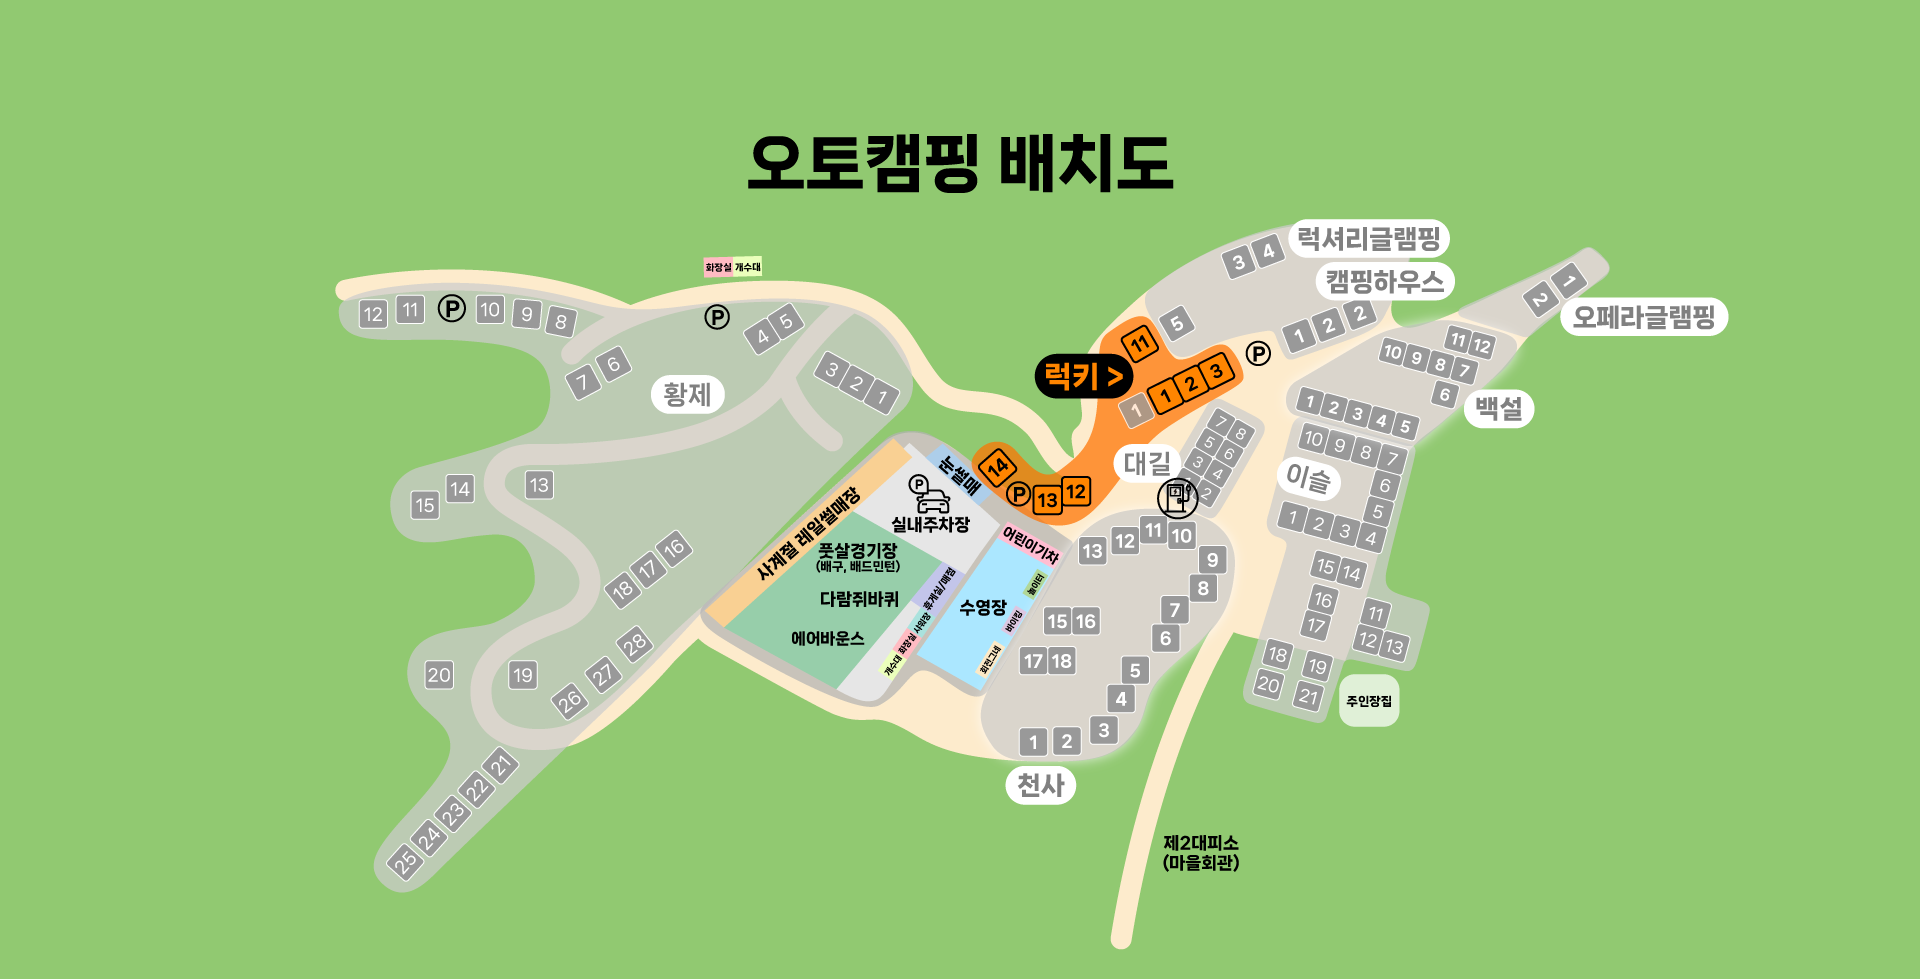 오토캠핑 배치도
럭셔리글램핑
3 4
화장실 개수대
캠핑하우스
1
2
오페라글램핑
12 11 P 10 9 8
P
4 5
5
1 2 2
11
P
11 12
10 9 8 7
6
7 6
황제
3 2 1
럭키 >
1 1 2 3
백설
1 2 3 4 5
7 8
5 6
3 4
2
대길
10 9 8 7
6
5
이슬
1 2 3 4
14
P 13 12
눈썰매
P
실내주차장
사계절 레일썰매장
15 14 13
풋살경기장
(배구, 배드민턴)
다람쥐바퀴
에어바운스
휴게실/매점
샤워장
화장실
개수대
어린이기차
놀이터
수영장
바이킹
회전그네
13 12 11 10
9
8
7
6
15 16
17 18
5
4
3
1 2
천사
15 14
16
17
11
12 13
18 19
20 21
주인장집
18 17 16
28
27
26
20 19
21
22
23
24
25
제2대피소
(마을회관)